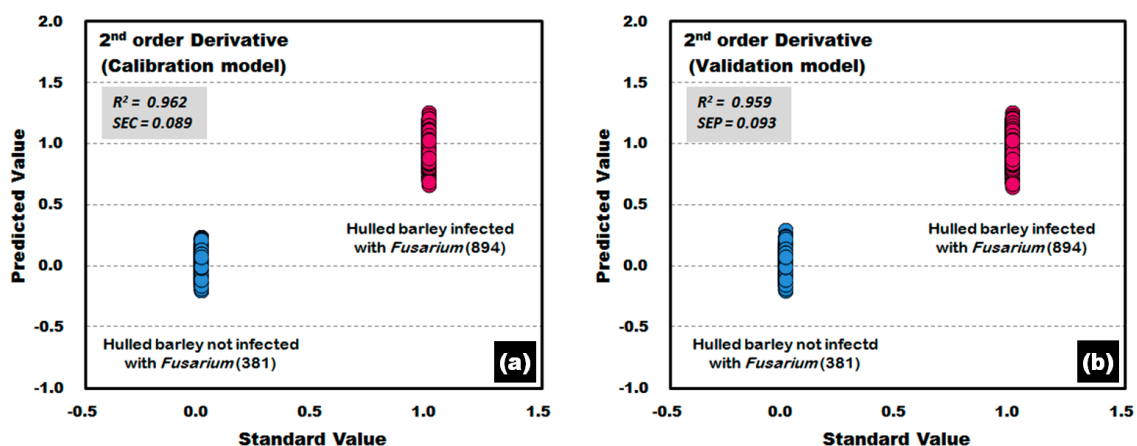 2nd order Derivative
(Calibration model)
R² = 0.962
SEC = 0.089
Hulled barley infected
with Fusarium (894)
Hulled barley not infected
with Fusarium (381)
(a)
Predicted Value
2.0
1.5
1.0
0.5
0.0
-0.5
-1.0
-0.5
0.0
0.5
1.0
1.5
Standard Value
2nd order Derivative
(Validation model)
R² = 0.959
SEP = 0.093
Hulled barley infected
with Fusarium (894)
Hulled barley not infectd
with Fusarium (381)
(b)
Predicted Value
2.0
1.5
1.0
0.5
0.0
-0.5
-1.0
-0.5
0.0
0.5
1.0
1.5
Standard Value